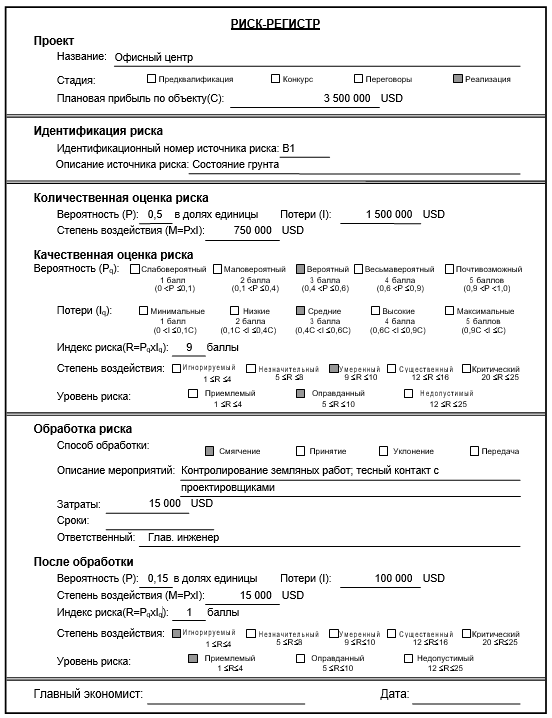 РИСК-РЕГИСТР
Проект
Название: Офисный центр
Стадия: Предквалификация Конкурс Переговоры Реализация
Плановая прибыль по объекту(С): 3 500 000 USD
Идентификация риска
Идентификационный номер источника риска: В1
Описание источника риска: Состояние грунта
Количественная оценка риска
Вероятность (P): 0,5 в долях единицы Потери (I): 1 500 000 USD
Степень воздействия (M=PxI): 750 000 USD
Качественная оценка риска
Вероятность (Pq): Слабовероятный Маловероятный Вероятный Весьмавероятный Почтивозможный
1 балл 2 балла 3 балла 4 балла 5 баллов
(0 <P ≤0,1) (0,1 <P ≤0,4) (0,4 <P ≤0,6) (0,6 <P ≤0,9) (0,9 <P <1,0)
Потери (Iq): Минимальные Низкие Средние Высокие Максимальные
1 балл 2 балла 3 балла 4 балла 5 баллов
(0 <I ≤0,1C) (0,1C <I ≤0,4C) (0,4C <I ≤0,6C) (0,6C <I ≤0,9C) (0,9C ≤C)
Индекс риска(R=PqxIq): 9 баллы
Степень воздействия: Игнорируемый Незначительный Умеренный Существенный Критический
1 ≤R ≤4 5 ≤R ≤8 9 ≤R ≤10 12 ≤R ≤16 20 ≤R ≤25
Уровень риска: Приемлемый Оправданный Недопустимый
1 ≤R ≤4 5 ≤R ≤10 12 ≤R ≤25
Обработка риска
Способ обработки: Смягчение Принятие Уклонение Передача
Описание мероприятий: Контролирование земляных работ; тесный контакт с
проектировщиками
Затраты: 15 000 USD
Сроки:
Ответственный: Глав. инженер
После обработки
Вероятность (P): 0,15 в долях единицы Потери (I): 100 000 USD
Степень воздействия (M=PxI): 15 000 USD
Индекс риска(R=PqxIq): 1 баллы
Степень воздействия: Игнорируемый Незначительный Умеренный Существенный Критический
1 ≤R ≤4 5 ≤R ≤8 9 ≤R ≤10 12 ≤R ≤16 20 ≤R ≤25
Уровень риска: Приемлемый Оправданный Недопустимый
1 ≤R ≤4 5 ≤R ≤10 12 ≤R ≤25
Главный экономист: Дата: